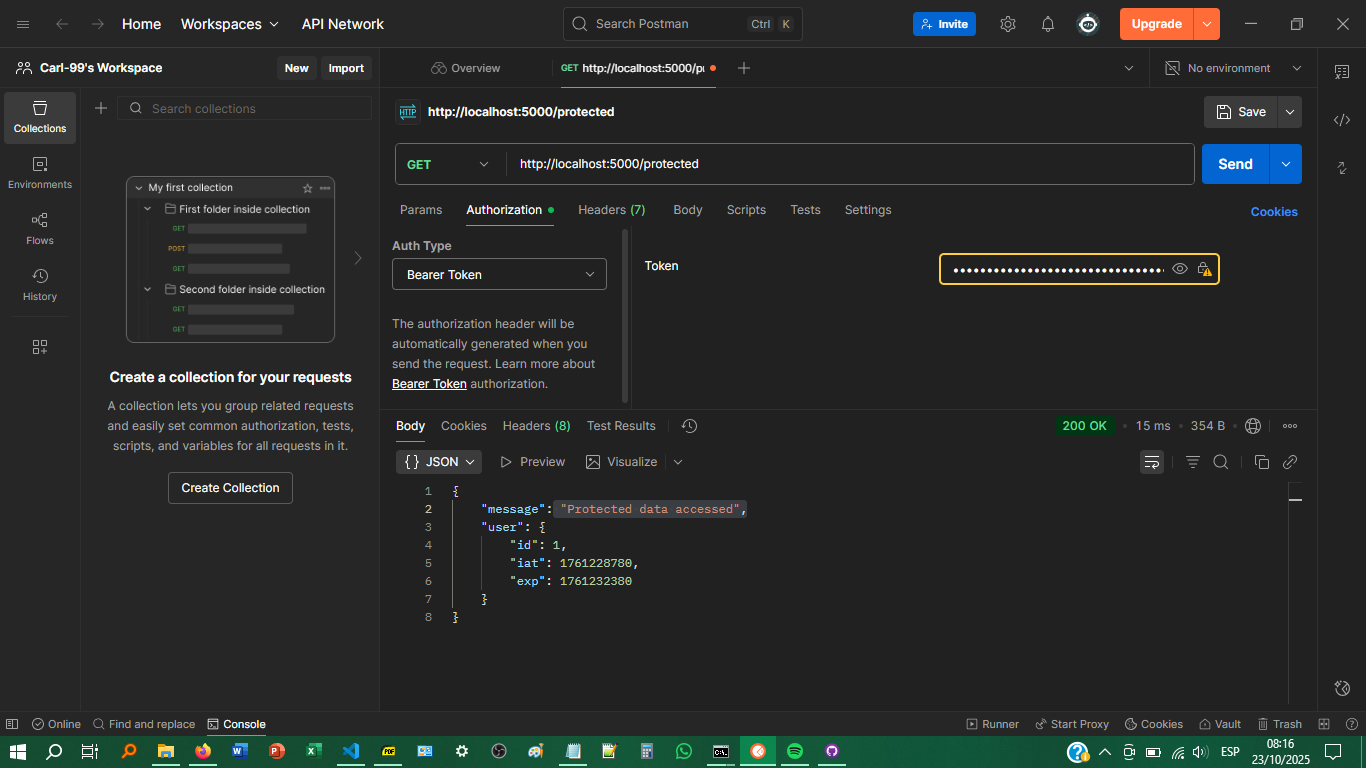 Home Workspaces API Network Search Postman Ctrl K Invite Upgrade
Carl-99's Workspace New Import Overview GET http://localhost:5000/p No environment
Search collections
Collections
Environments
Flows
History
My first collection
First folder inside collection
GET
POST
GET
Second folder inside collection
GET
GET
Create a collection for your requests
A collection lets you group related requests
and easily set common authorization, tests,
scripts, and variables for all requests in it.
Create Collection
HTTP http://localhost:5000/protected Save
GET http://localhost:5000/protected Send
Params Authorization Headers (7) Body Scripts Tests Settings Cookies
Auth Type
Bearer Token
Token
The authorization header will be
automatically generated when you
send the request. Learn more about
Bearer Token authorization.
Body Cookies Headers (8) Test Results 200 OK • 15 ms • 354 B
{} JSON Preview Visualize
1 {
2 "message": "Protected data accessed",
3 "user": {
4 "id": 1,
5 "iat": 1761228780,
6 "exp": 1761232380
7 }
8 }
Online Find and replace Console Runner Start Proxy Cookies Vault Trash
ESP
08:16
23/10/2025